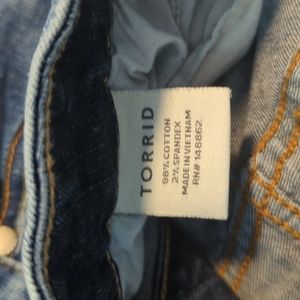 TORRID
98% COTTON
2% SPANDEX
MADE IN VIETNAM
RN# 148862